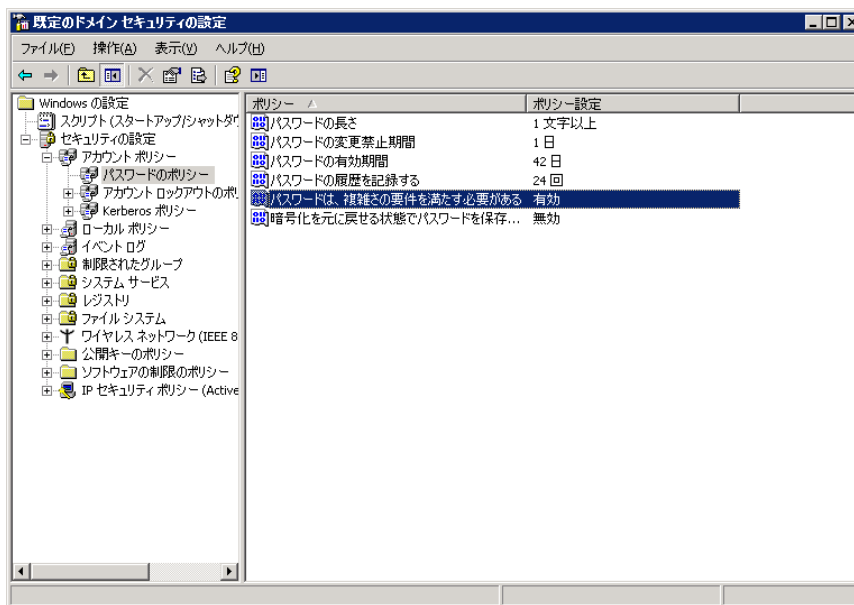 既定のドメイン セキュリティの設定
ファイル(F) 操作(A) 表示(V) ヘルプ(H)
Windows の設定
スクリプト (スタートアップ/シャットダ
セキュリティの設定
アカウント ポリシー
パスワードのポリシー
アカウント ロックアウトのポリ
Kerberos ポリシー
ローカル ポリシー
イベント ログ
制限されたグループ
システム サービス
レジストリ
ファイル システム
ワイヤレス ネットワーク (IEEE 8
公開キーのポリシー
ソフトウェアの制限のポリシー
IP セキュリティ ポリシー (Active
ポリシー ポリシー設定
パスワードの長さ 1 文字以上
パスワードの変更禁止期間 1 日
パスワードの有効期間 42 日
パスワードの履歴を記録する 24 回
パスワードは、複雑さの要件を満たす必要がある 有効
暗号化を元に戻せる状態でパスワードを保存... 無効